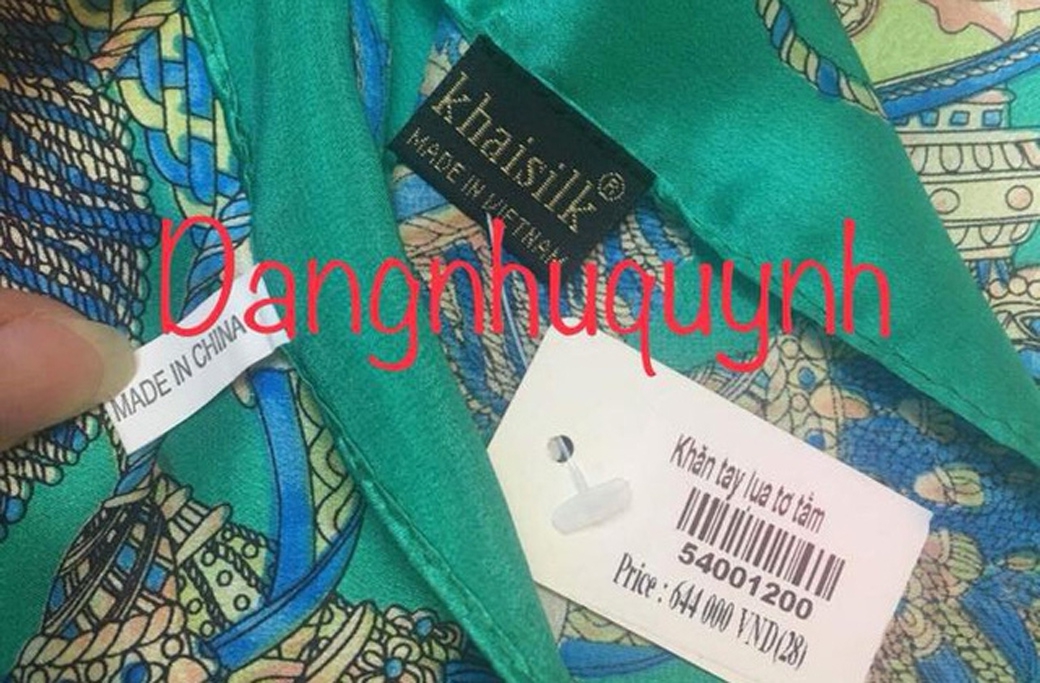 khaisilk®
MADE IN VIETNAM
Dangnhuquynh
MADE IN CHINA
Khăn tay lụa tơ tằm
54001200
Price : 644 000 VND(28)